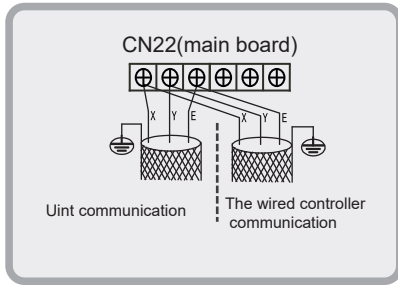 CN22(main board)
X Y E X Y E
Uint communication
The wired controller
communication